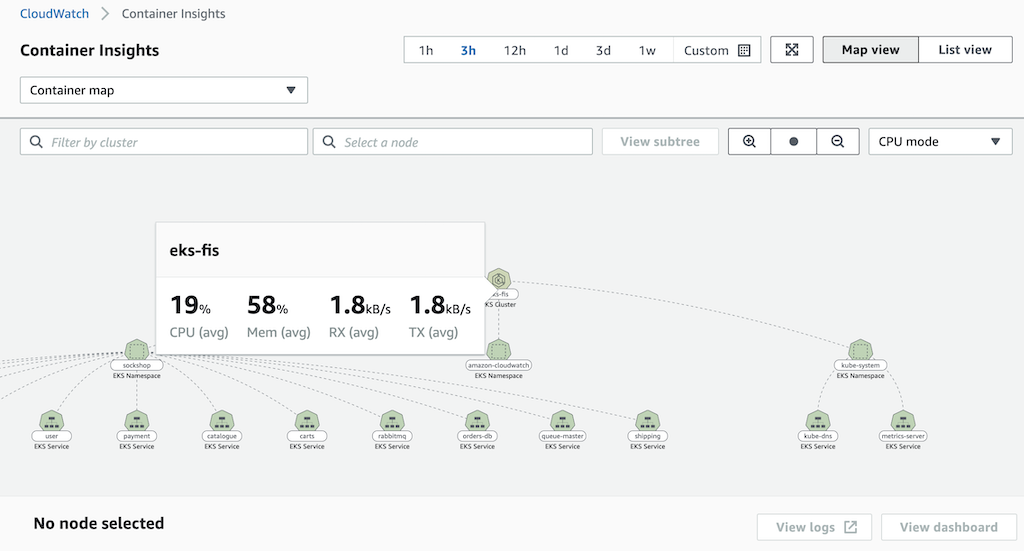 CloudWatch > Container Insights
Container Insights
1h 3h 12h 1d 3d 1w Custom
Map view List view
Container map
Filter by cluster
Select a node
View subtree
CPU mode
eks-fis
19% 58% 1.8kB/s 1.8kB/s
CPU (avg) Mem (avg) RX (avg) TX (avg)
ks-fis
KS Cluster
sockshop
EKS Namespace
amazon-cloudwatch
EKS Namespace
kube-system
EKS Namespace
user
EKS Service
payment
EKS Service
catalogue
EKS Service
carts
EKS Service
rabbitmq
EKS Service
orders-db
EKS Service
queue-master
EKS Service
shipping
EKS Service
kube-dns
EKS Service
metrics-server
EKS Service
No node selected
View logs
View dashboard